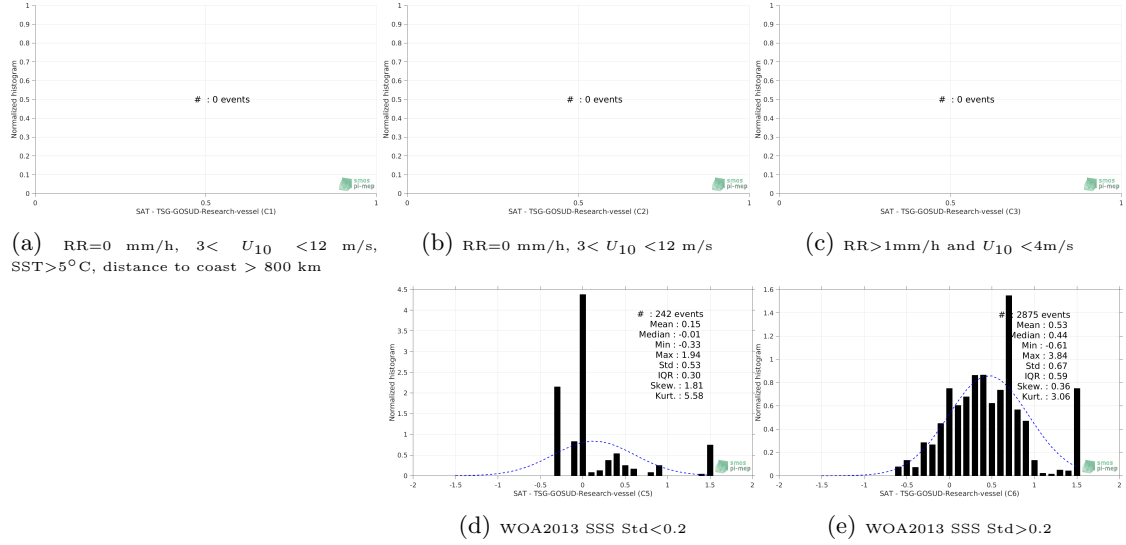 1
0.9
0.8
0.7
0.6
0.5
0.4
0.3
0.2
0.1
0
Normalized histogram
# : 0 events
smos
pi-mep
0 0.5 1
SAT - TSG-GOSUD-Research-vessel (C1)
(a) RR=0 mm/h, 3< U10 <12 m/s,
SST>5°C, distance to coast > 800 km
1
0.9
0.8
0.7
0.6
0.5
0.4
0.3
0.2
0.1
0
Normalized histogram
# : 0 events
smos
pi-mep
0 0.5 1
SAT - TSG-GOSUD-Research-vessel (C2)
(b) RR=0 mm/h, 3< U10 <12 m/s
1
0.9
0.8
0.7
0.6
0.5
0.4
0.3
0.2
0.1
0
Normalized histogram
# : 0 events
smos
pi-mep
0 0.5 1
SAT - TSG-GOSUD-Research-vessel (C3)
(c) RR>1mm/h and U10 <4m/s
4.5
4
3.5
3
2.5
2
1.5
1
0.5
0
Normalized histogram
# : 242 events
Mean : 0.15
Median : -0.01
Min : -0.33
Max : 1.94
Std : 0.53
IQR : 0.30
Skew. : 1.81
Kurt. : 5.58
smos
pi-mep
-2 -1.5 -1 -0.5 0 0.5 1 1.5 2
SAT - TSG-GOSUD-Research-vessel (C5)
(d) WOA2013 SSS Std<0.2
1.6
1.4
1.2
1
0.8
0.6
0.4
0.2
0
Normalized histogram
# : 2875 events
Mean : 0.53
Median : 0.44
Min : -0.61
Max : 3.84
Std : 0.67
IQR : 0.59
Skew. : 0.36
Kurt. : 3.06
smos
pi-mep
-2 -1.5 -1 -0.5 0 0.5 1 1.5 2
SAT - TSG-GOSUD-Research-vessel (C6)
(e) WOA2013 SSS Std>0.2